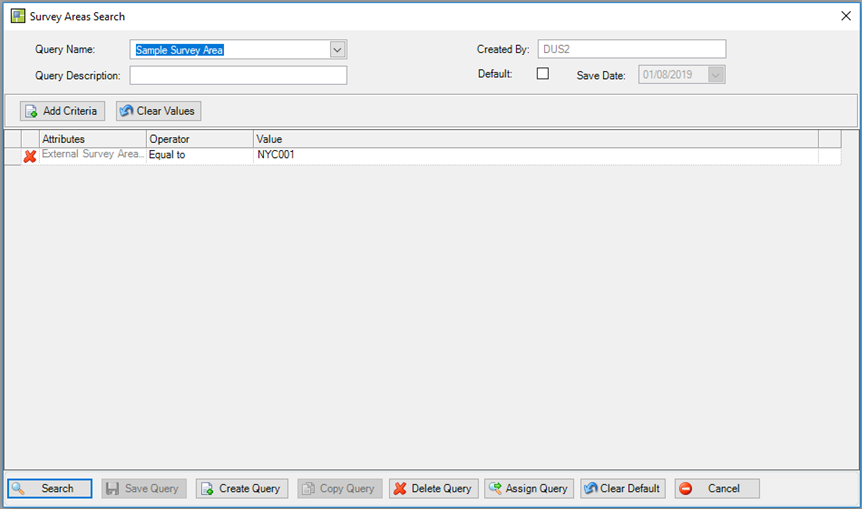 Survey Areas Search
Query Name: Sample Survey Area Created By: DUS2
Query Description: Default: Save Date: 01/08/2019
Add Criteria Clear Values
Attributes Operator Value
External Survey Area... Equal to NYC001
Search Save Query Create Query Copy Query Delete Query Assign Query Clear Default Cancel